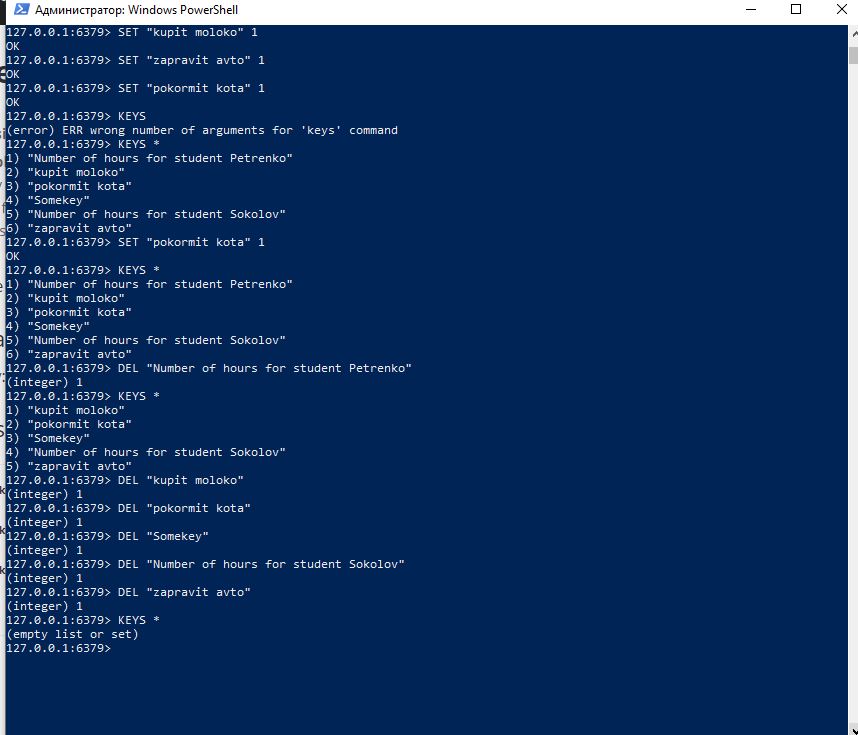 Администратор: Windows PowerShell
127.0.0.1:6379> SET "kupit moloko" 1
OK
127.0.0.1:6379> SET "zapravit avto" 1
OK
127.0.0.1:6379> SET "pokormit kota" 1
OK
127.0.0.1:6379> KEYS
(error) ERR wrong number of arguments for 'keys' command
127.0.0.1:6379> KEYS *
1) "Number of hours for student Petrenko"
2) "kupit moloko"
3) "pokormit kota"
4) "Somekey"
5) "Number of hours for student Sokolov"
6) "zapravit avto"
127.0.0.1:6379> SET "pokormit kota" 1
OK
127.0.0.1:6379> KEYS *
1) "Number of hours for student Petrenko"
2) "kupit moloko"
3) "pokormit kota"
4) "Somekey"
5) "Number of hours for student Sokolov"
6) "zapravit avto"
127.0.0.1:6379> DEL "Number of hours for student Petrenko"
(integer) 1
127.0.0.1:6379> KEYS *
1) "kupit moloko"
2) "pokormit kota"
3) "Somekey"
4) "Number of hours for student Sokolov"
5) "zapravit avto"
127.0.0.1:6379> DEL "kupit moloko"
(integer) 1
127.0.0.1:6379> DEL "pokormit kota"
(integer) 1
127.0.0.1:6379> DEL "Somekey"
(integer) 1
127.0.0.1:6379> DEL "Number of hours for student Sokolov"
(integer) 1
127.0.0.1:6379> DEL "zapravit avto"
(integer) 1
127.0.0.1:6379> KEYS *
(empty list or set)
127.0.0.1:6379>